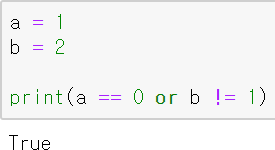 a = 1
b = 2
print(a == 0 or b != 1)
True